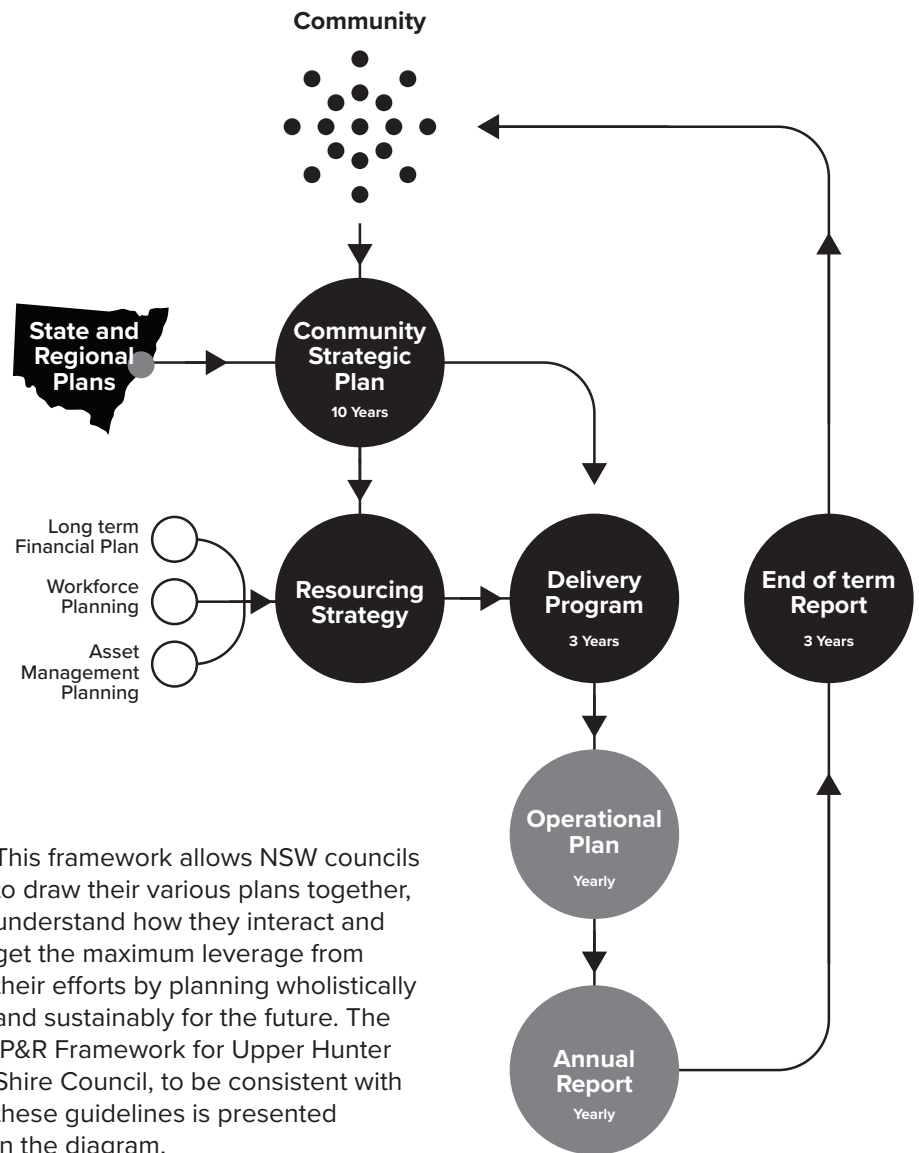 Community
State and
Regional
Plans
Community
Strategic
Plan
10 Years
Long term
Financial Plan
Workforce
Planning
Asset
Management
Planning
Resourcing
Strategy
Delivery
Program
3 Years
End of term
Report
3 Years
Operational
Plan
Yearly
Annual
Report
Yearly
This framework allows NSW councils
to draw their various plans together,
understand how they interact and
get the maximum leverage from
their efforts by planning wholistically
and sustainably for the future. The
IP&R Framework for Upper Hunter
Shire Council, to be consistent with
these guidelines is presented
in the diagram.